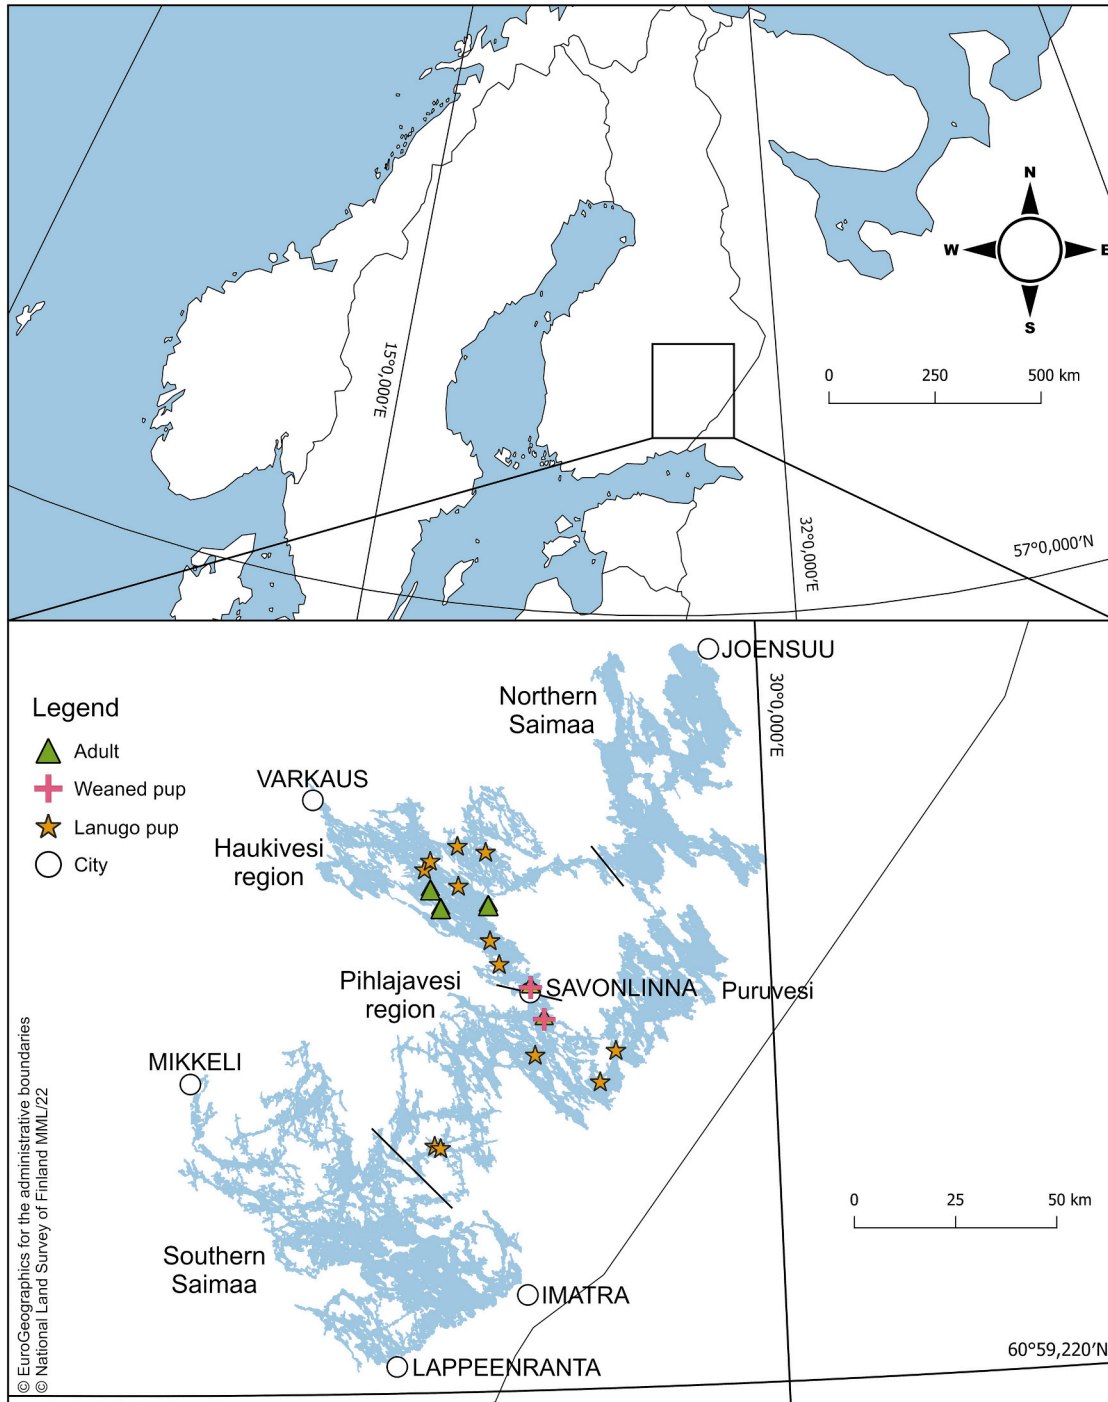 N
W
E
S
0 250 500 km
15°0,000'E
32°0,000'E
57°0,000'N
JOENSUU
30°0,000'E
Northern
Saimaa
Legend
Adult
Weaned pup
Lanugo pup
City
VARKAUS
Haukivesi
region
Pihlajavesi
region
SAVONLINNA
Puruvesi
MIKKELI
0 25 50 km
Southern
Saimaa
IMATRA
LAPPEENRANTA
60°59,220'N
© EuroGeographics for the administrative boundaries
© National Land Survey of Finland MML/22